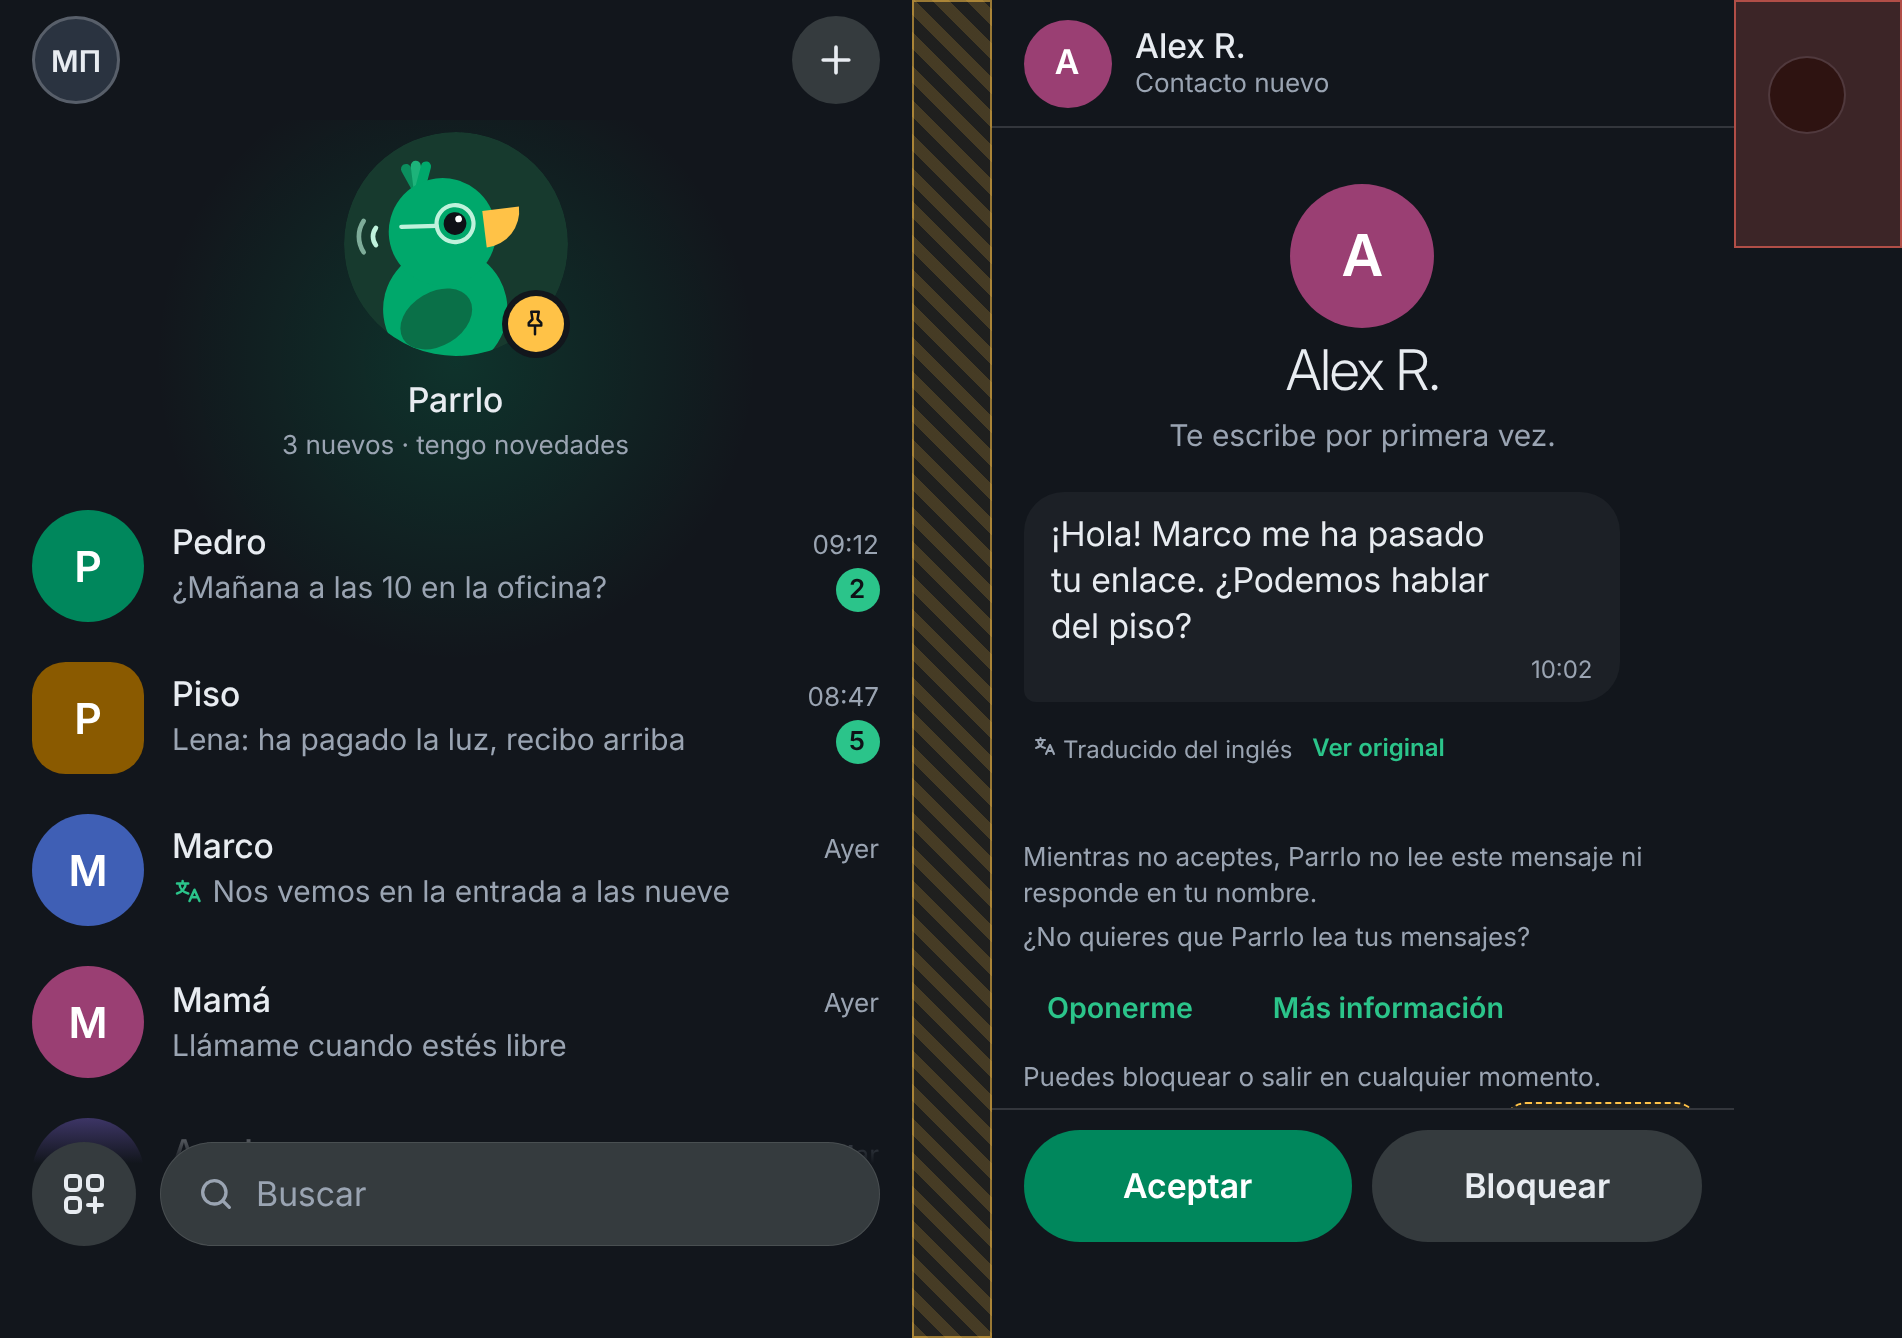 МП
Parrlo
3 nuevos · tengo novedades
P
Pedro
09:12
¿Mañana a las 10 en la oficina?
2
P
Piso
08:47
Lena: ha pagado la luz, recibo arriba
5
M
Marco
Ayer
Nos vemos en la entrada a las nueve
M
Mamá
Ayer
Llámame cuando estés libre
Buscar
A
Alex R.
Contacto nuevo
A
Alex R.
Te escribe por primera vez.
¡Hola! Marco me ha pasado
tu enlace. ¿Podemos hablar
del piso?
10:02
Traducido del inglés Ver original
Mientras no aceptes, Parrlo no lee este mensaje ni
responde en tu nombre.
¿No quieres que Parrlo lea tus mensajes?
Oponerme Más información
Puedes bloquear o salir en cualquier momento.
Aceptar Bloquear